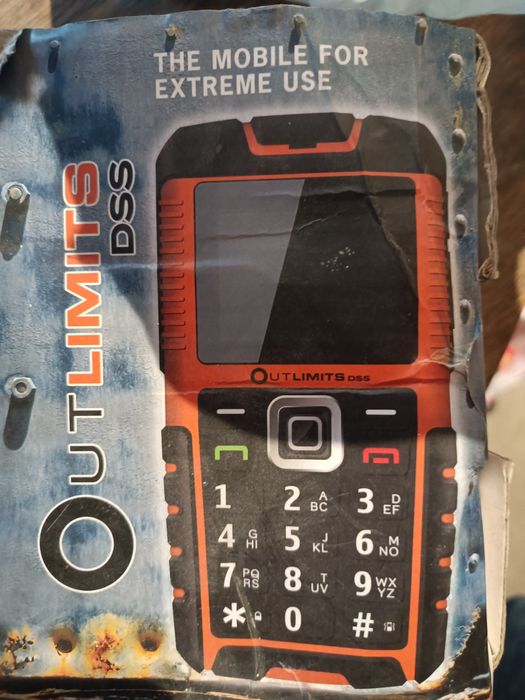 THE MOBILE FOR
EXTREME USE
OUTLIMITS
DSS
OUTLIMITS DSS
1 2 ABC 3 DEF
4 GHI 5 JKL 6 MNO
7 PQRS 8 TUV 9 WXYZ
* 0 #